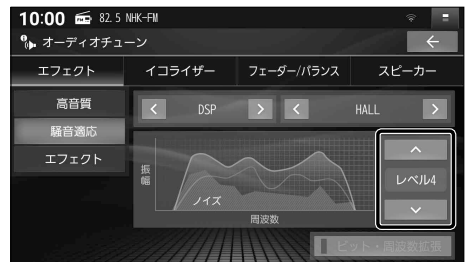 10:00 FM 82.5 NHK-FM
オーディオチューン
エフェクト イコライザー フェーダー/バランス スピーカー
高音質
騒音適応
エフェクト
DSP HALL
振幅
ノイズ
周波数
レベル4
ビット・周波数拡張